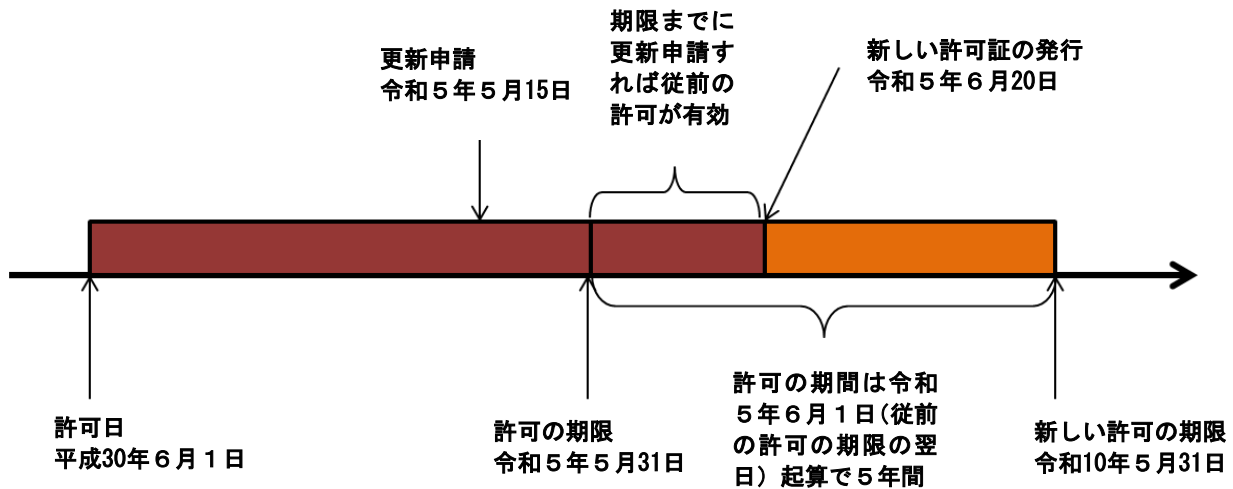 更新申請
令和５年５月15日
期限までに
更新申請す
れば従前の
許可が有効
新しい許可証の発行
令和５年６月20日
許可日
平成30年６月１日
許可の期限
令和５年５月31日
許可の期間は令和
５年６月１日(従前
の許可の期限の翌
日）起算で５年間
新しい許可の期限
令和10年５月31日